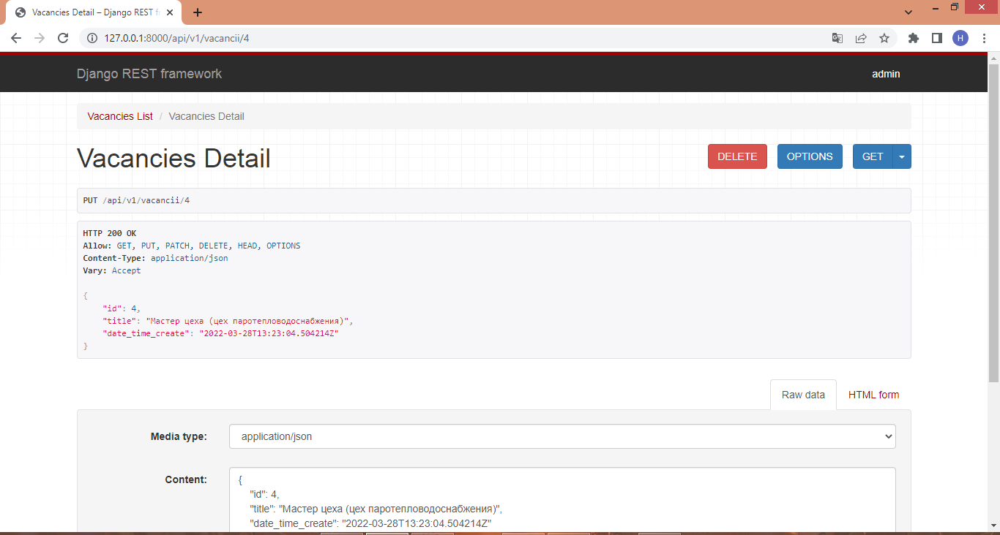 Vacancies Detail – Django REST f
127.0.0.1:8000/api/v1/vacancii/4
H
Django REST framework
admin
Vacancies List / Vacancies Detail
Vacancies Detail
DELETE
OPTIONS
GET
PUT /api/v1/vacancii/4
HTTP 200 OK
Allow: GET, PUT, PATCH, DELETE, HEAD, OPTIONS
Content-Type: application/json
Vary: Accept
{
"id": 4,
"title": "Мастер цеха (цех паротепловодоснабжения)",
"date_time_create": "2022-03-28T13:23:04.504214Z"
}
Raw data
HTML form
Media type:
application/json
Content:
{
"id": 4,
"title": "Мастер цеха (цех паротепловодоснабжения)",
"date_time_create": "2022-03-28T13:23:04.504214Z"